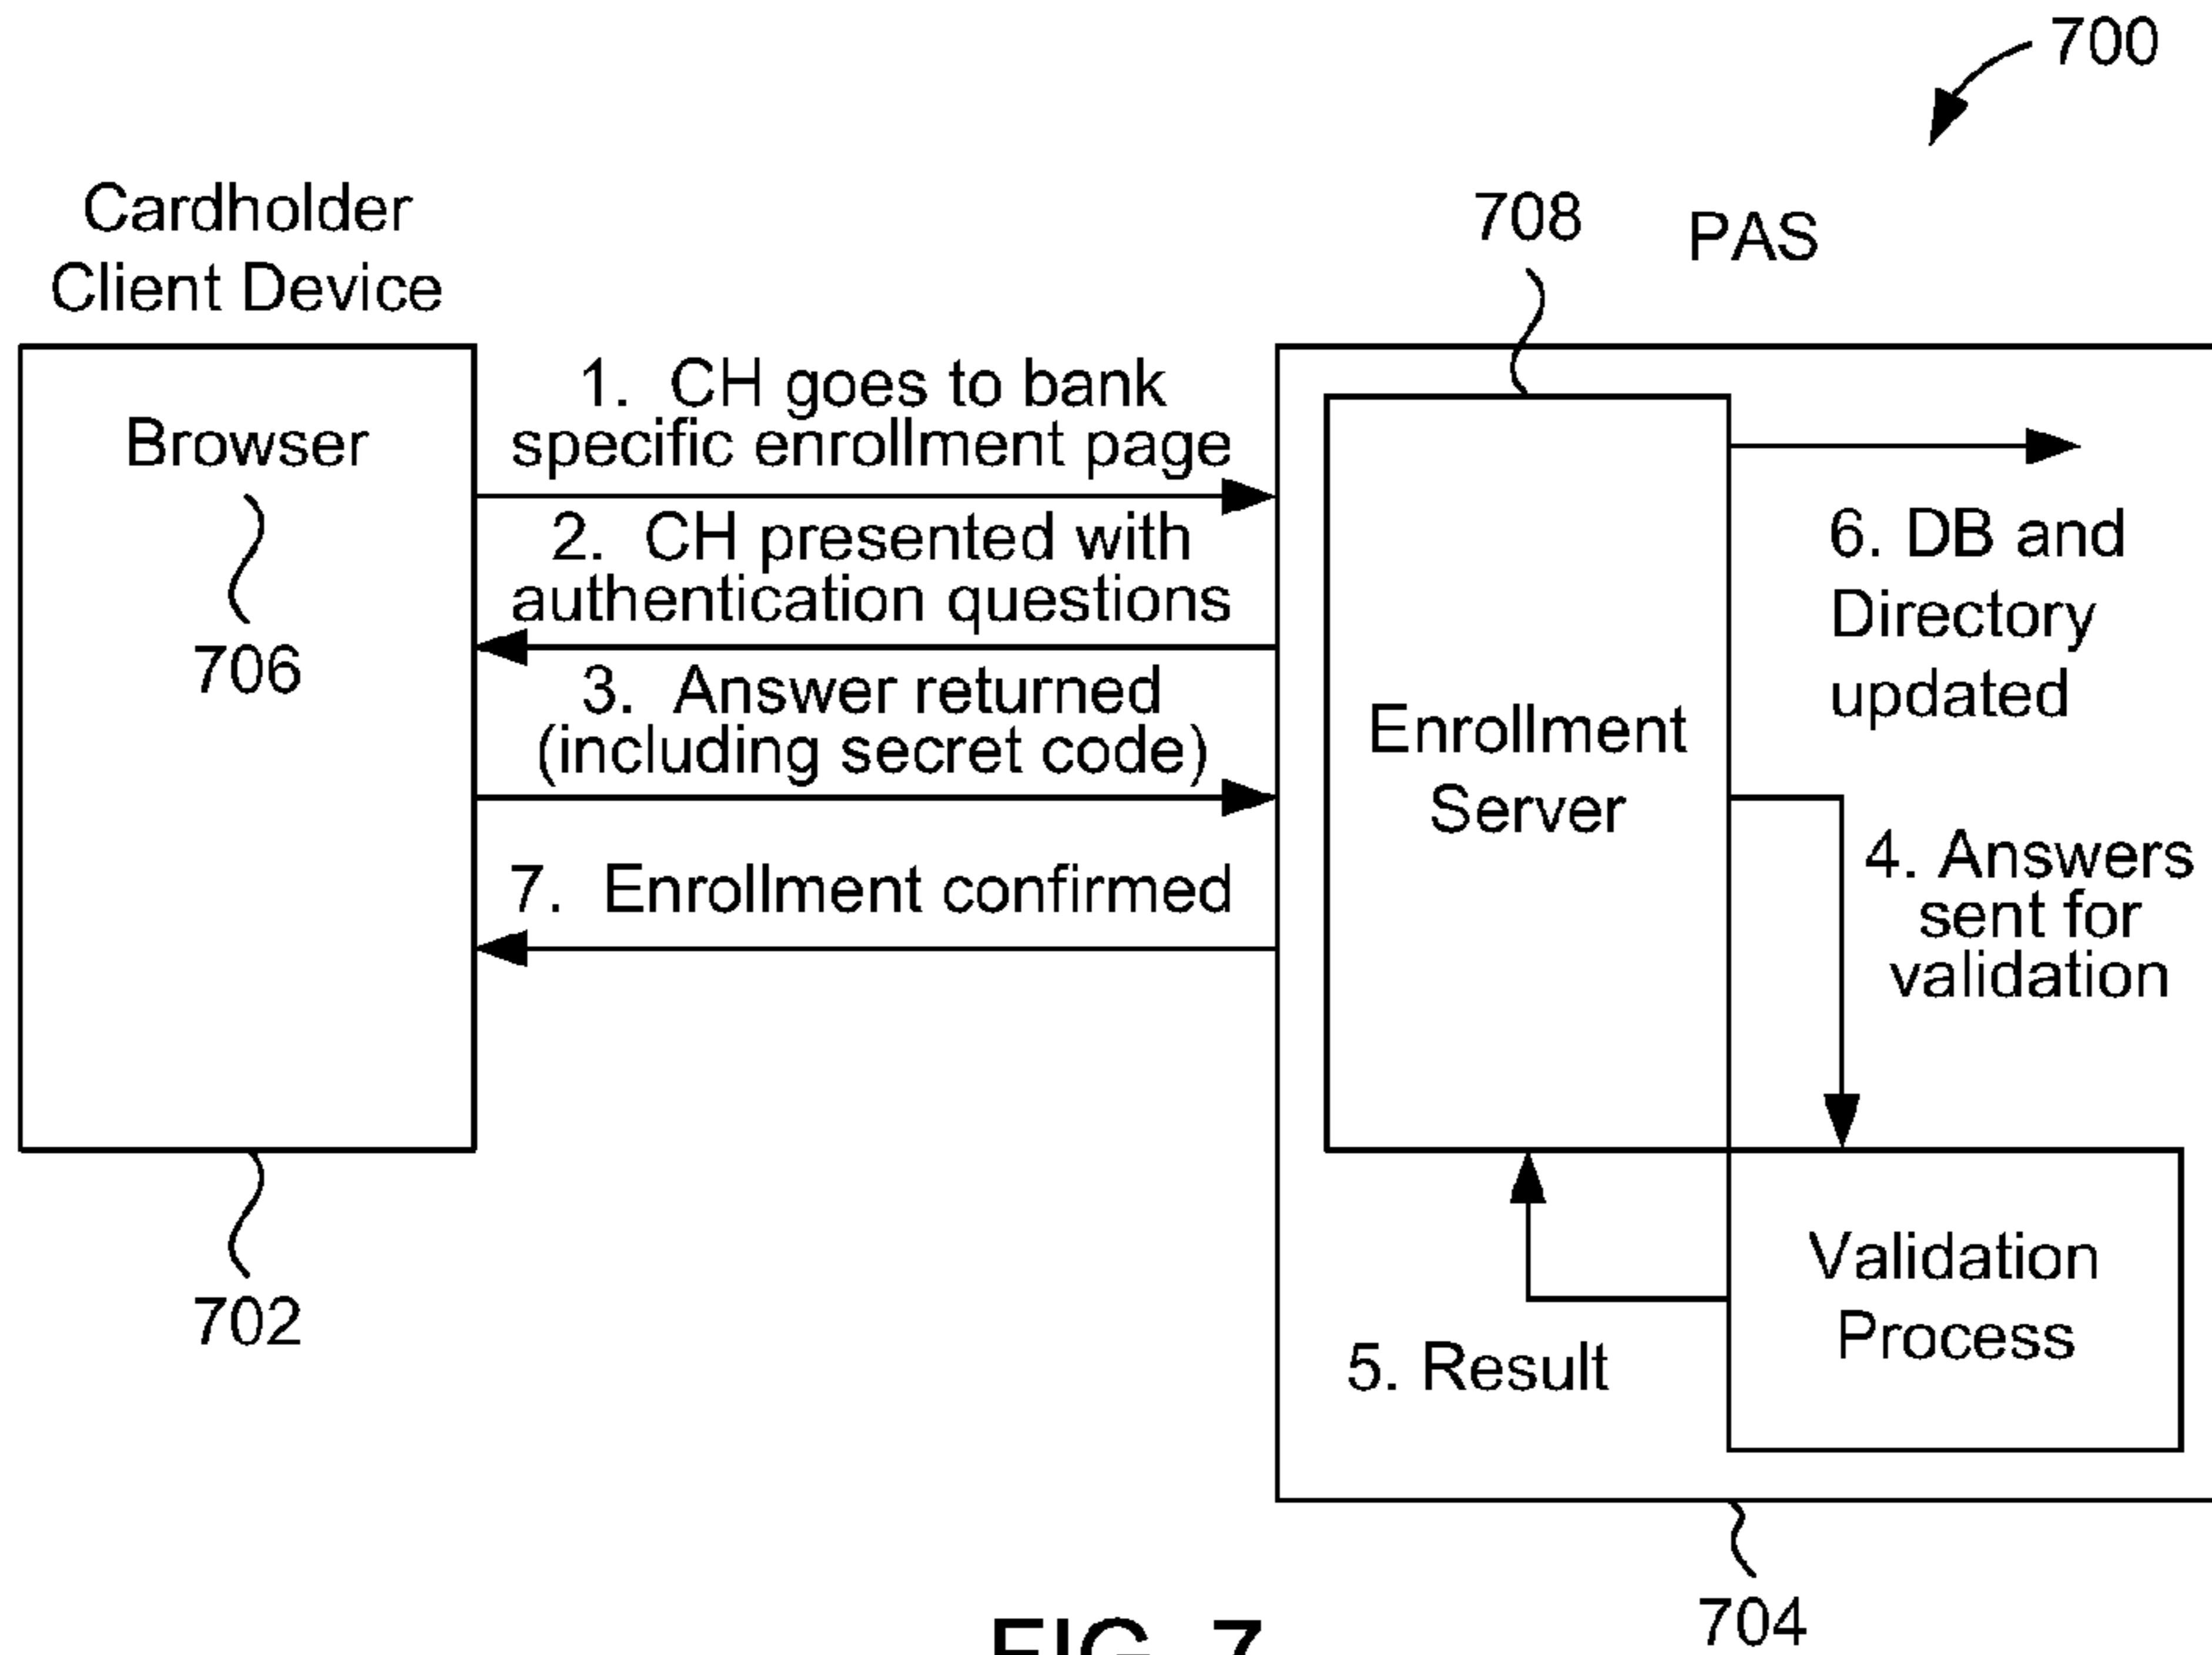 700
Cardholder
Client Device
708
PAS
Browser
706
1. CH goes to bank
specific enrollment page
2. CH presented with
authentication questions
3. Answer returned
(including secret code)
7. Enrollment confirmed
Enrollment
Server
6. DB and
Directory
updated
4. Answers
sent for
validation
Validation
Process
5. Result
702
704
FIG. 7